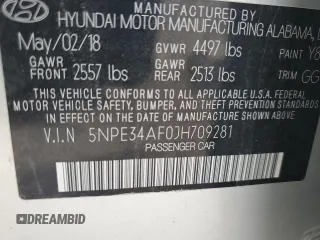 MANUFACTURED BY
HYUNDAI MOTOR MANUFACTURING ALABAMA, L
May/02/18 GVWR 4497 lbs PAINT Y8
GAWR FRONT 2557 lbs GAWR REAR 2513 lbs TRIM GG
THIS VEHICLE CONFORMS TO ALL APPLICABLE U.S. FEDERAL
MOTOR VEHICLE SAFETY, BUMPER, AND THEFT PREVENTION
STANDARDS IN EFFECT ON THE DATE OF MANUFACTURE SHOWN ABOVE.
V.I.N 5NPE34AF0JH709281
PASSENGER CAR
DREAMBID